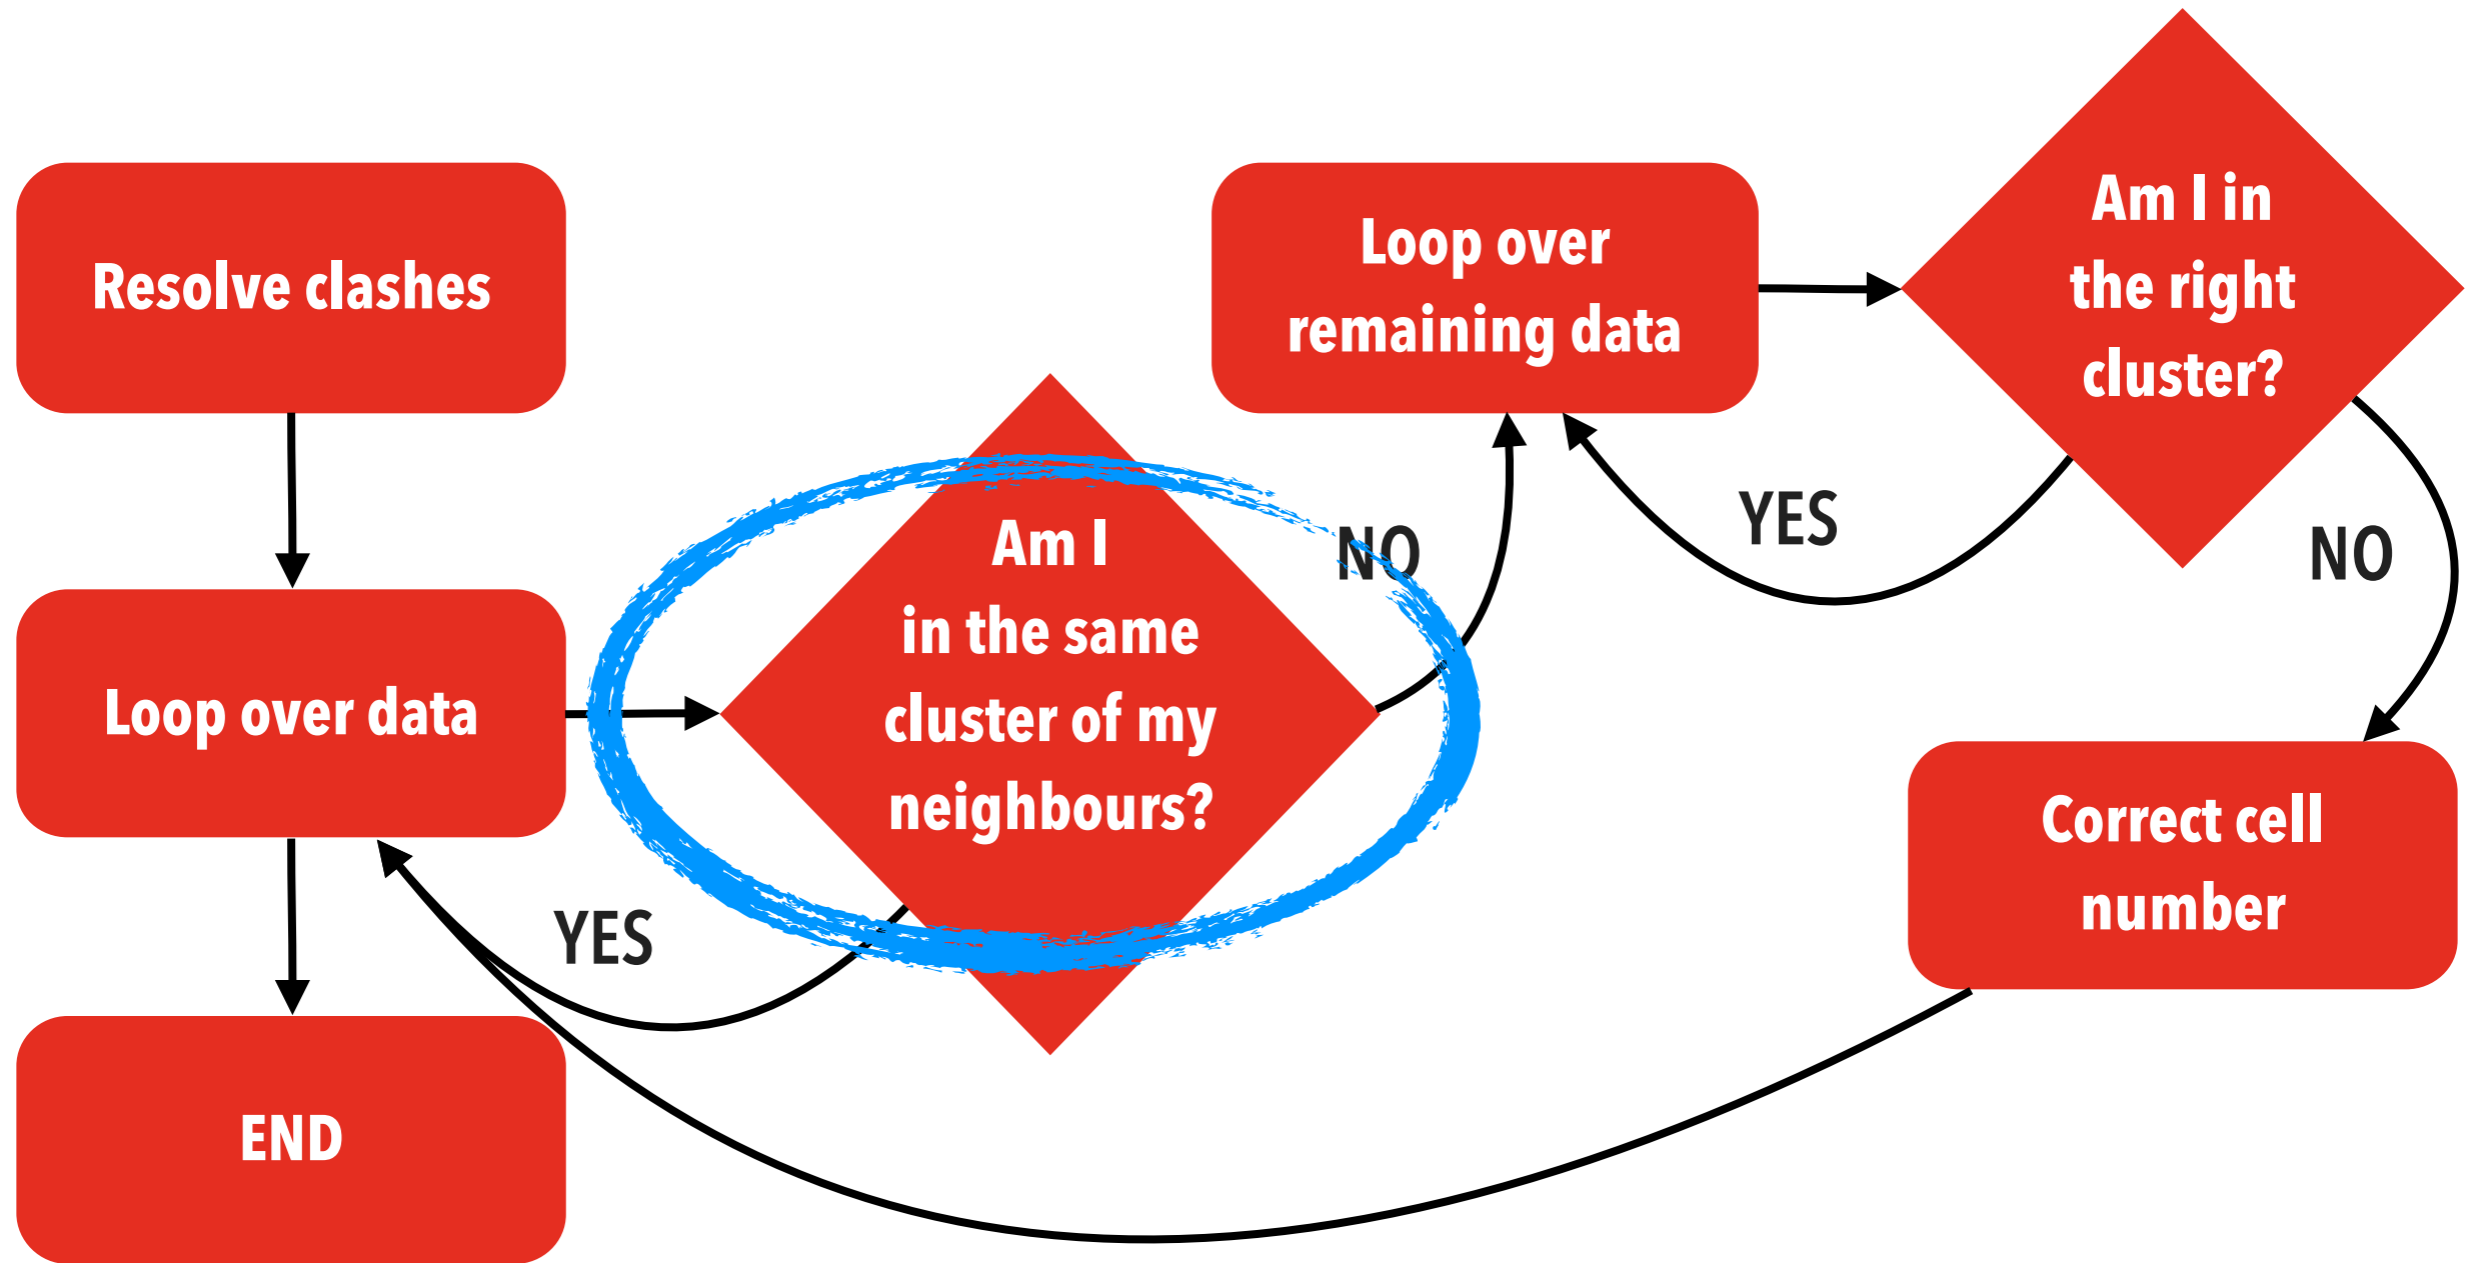 Resolve clashes
Loop over data
END
Am I
in the same
cluster of my
neighbours?
YES
NO
Loop over
remaining data
Am I in
the right
cluster?
YES
NO
Correct cell
number